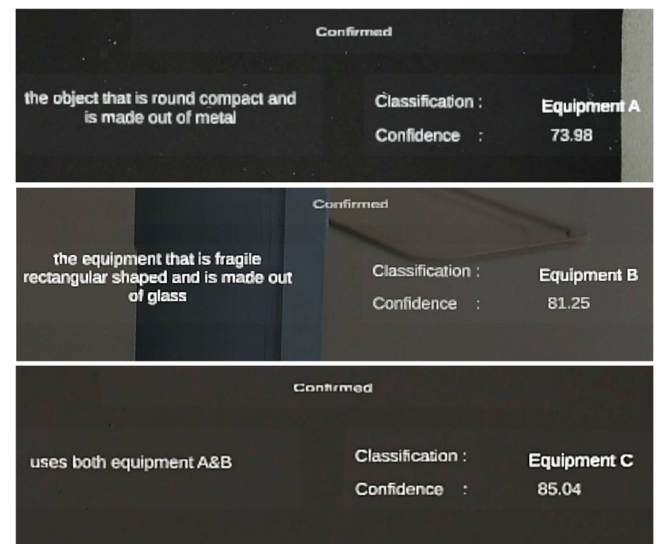 Confirmed
the object that is round compact and
is made out of metal
Classification : Equipment A
Confidence : 73.98
Confirmed
the equipment that is fragile
rectangular shaped and is made out
of glass
Classification : Equipment B
Confidence : 81.25
Confirmed
uses both equipment A&B
Classification : Equipment C
Confidence : 85.04